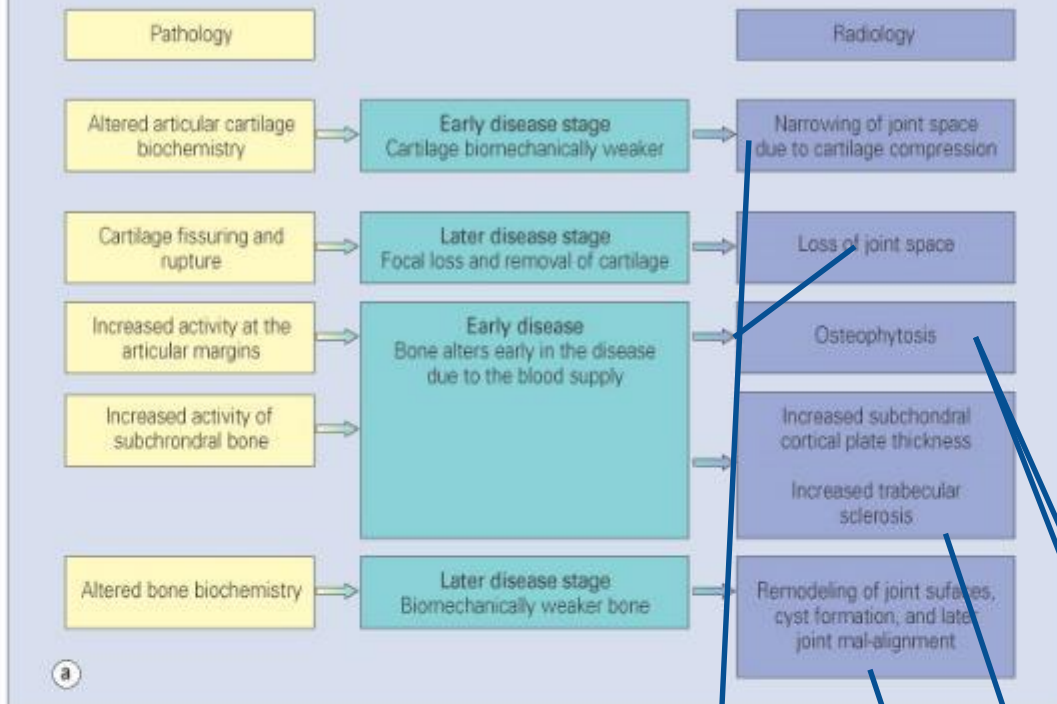 Pathology
Radiology
Altered articular cartilage
biochemistry
Early disease stage
Cartilage biomechanically weaker
Narrowing of joint space
due to cartilage compression
Cartilage fissuring and
rupture
Later disease stage
Focal loss and removal of cartilage
Loss of joint space
Increased activity at the
articular margins
Early disease
Bone alters early in the disease
due to the blood supply
Osteophytosis
Increased activity of
subchrondral bone
Increased subchondral
cortical plate thickness
Increased trabecular
sclerosis
Altered bone biochemistry
Later disease stage
Biomechanically weaker bone
Remodeling of joint sufaces,
cyst formation, and later
joint mal-alignment
a